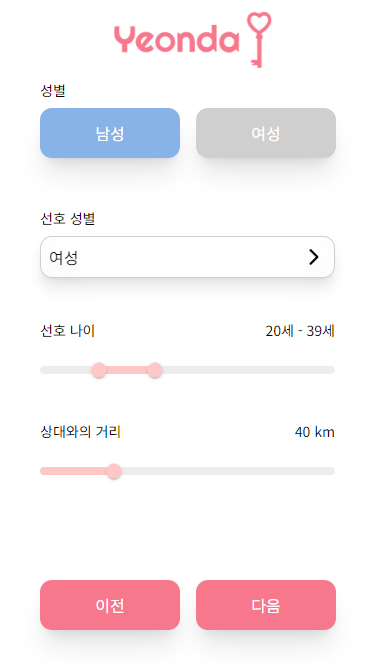 Yeonda
성별
남성 여성
선호 성별
여성
선호 나이 20세 - 39세
상대와의 거리 40 km
이전 다음